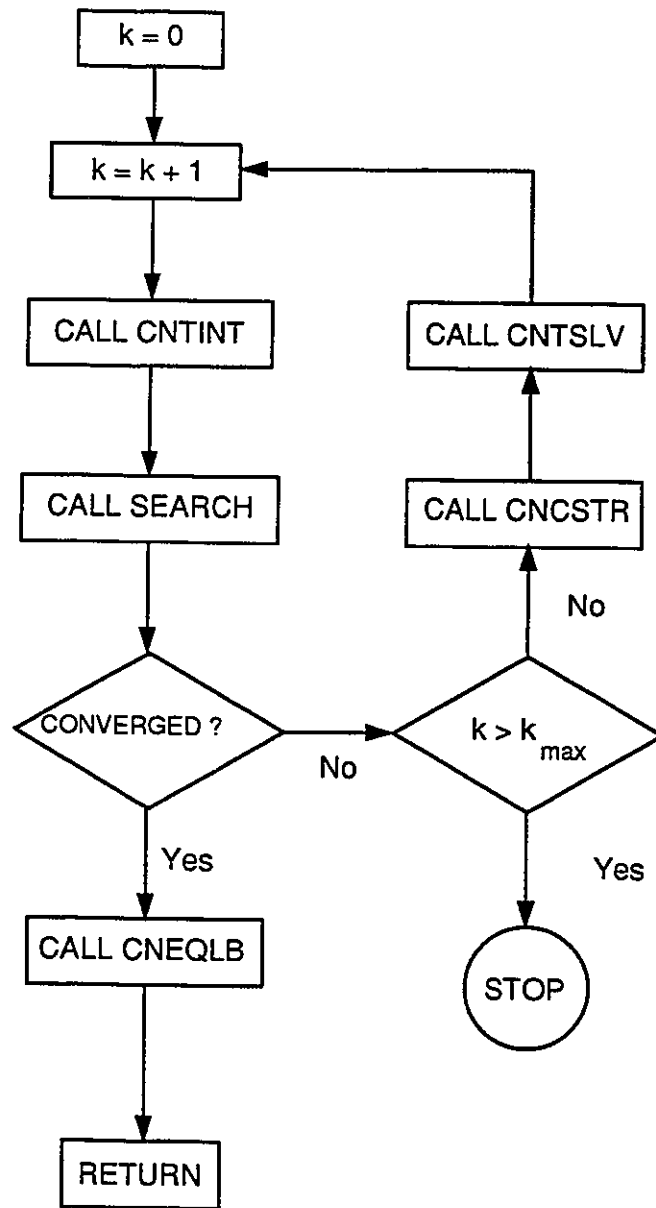 k = 0
k = k + 1
CALL CNTINT
CALL SEARCH
CONVERGED ?
No
Yes
CALL CNEQLB
RETURN
CALL CNTSLV
CALL CNCSTR
No
k > k max
Yes
STOP